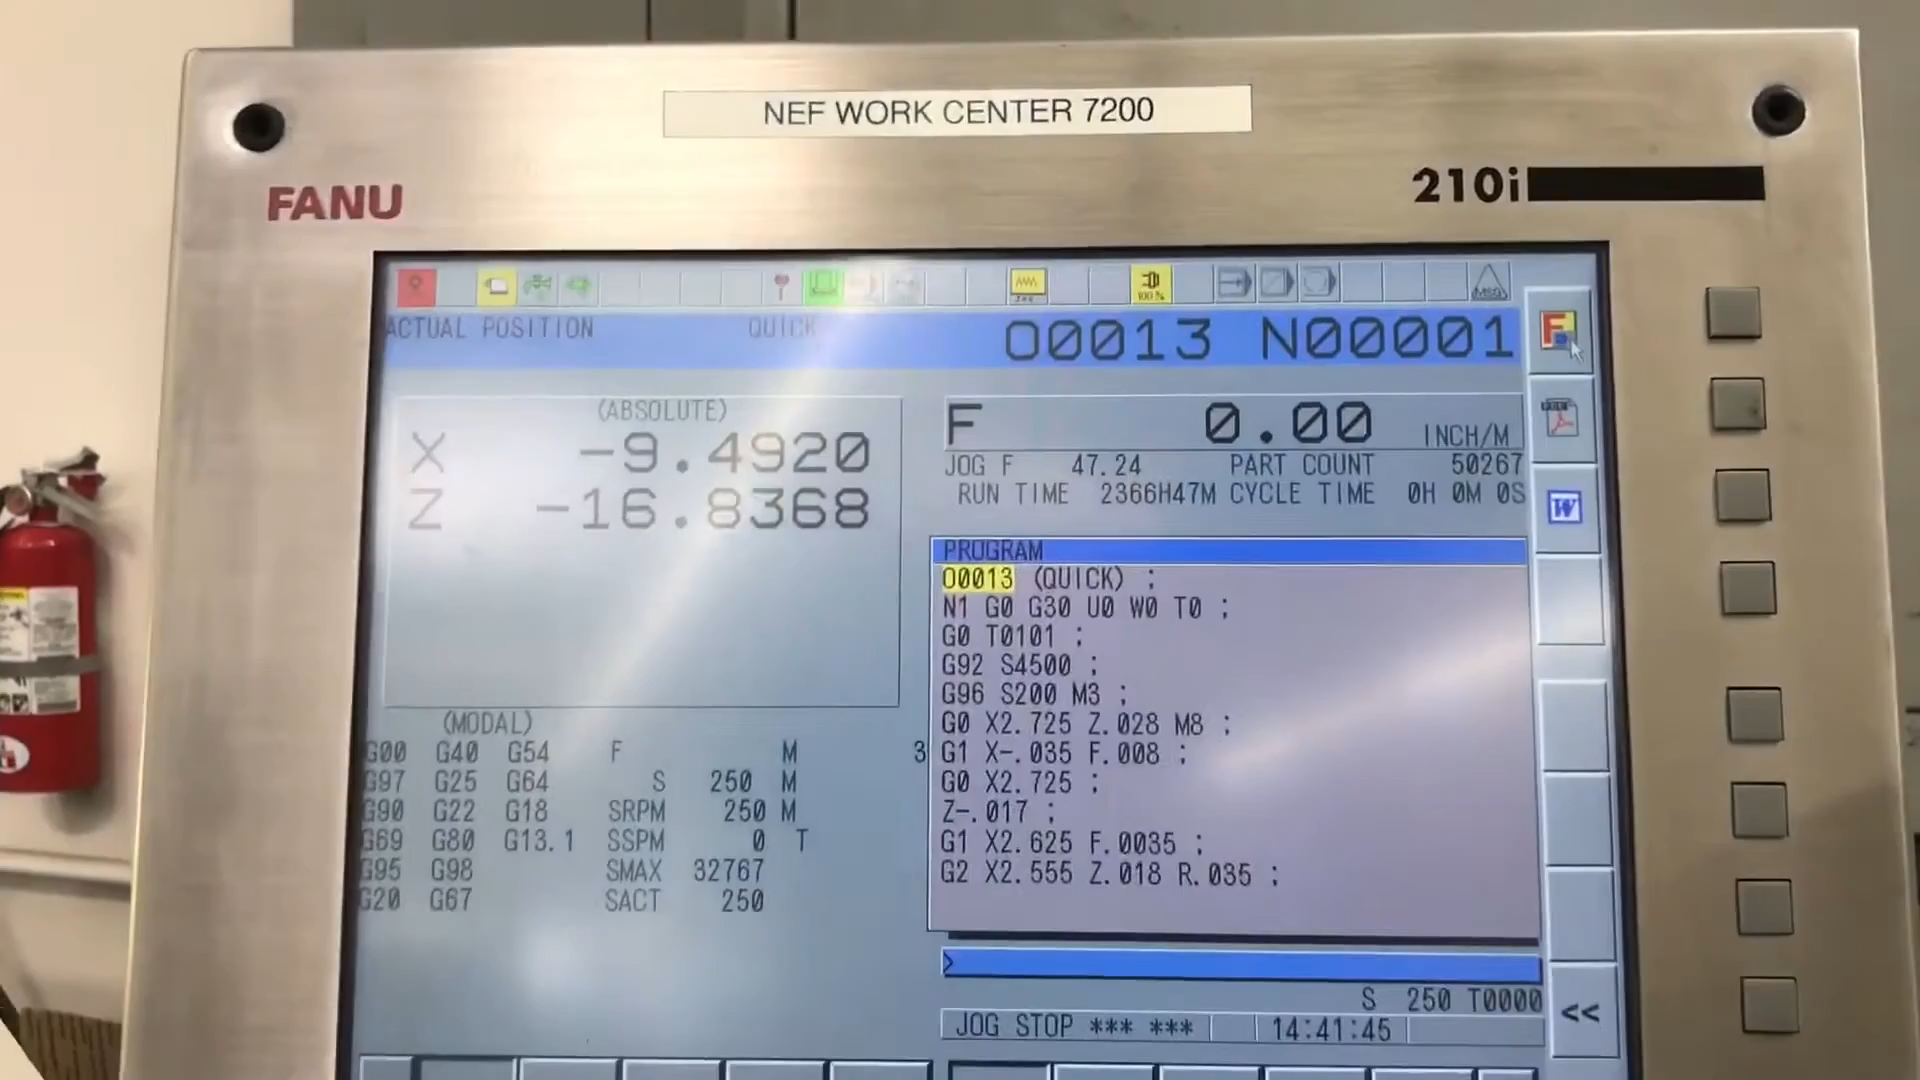 NEF WORK CENTER 7200
FANU
210i
ACTUAL POSITION QUICK O0013 N00001
(ABSOLUTE)
X -9.4920
Z -16.8368
F 0.00 INCH/M
JOG F 47.24 PART COUNT 50267
RUN TIME 2366H47M CYCLE TIME 0H 0M 0S
PROGRAM
O0013 (QUICK) ;
N1 G0 G30 U0 W0 T0 ;
G0 T0101 ;
G92 S4500 ;
G96 S200 M3 ;
G0 X2.725 Z.028 M8 ;
G1 X-.035 F.008 ;
G0 X2.725 ;
Z-.017 ;
G1 X2.625 F.0035 ;
G2 X2.555 Z.018 R.035 ;
(MODAL)
G00 G40 G54 F M 3
G97 G25 G64 S 250 M
G90 G22 G18 SRPM 250 M
G69 G80 G13.1 SSPM 0 T
G95 G98 SMAX 32767
G20 G67 SACT 250
>
S 250 T0000
JOG STOP *** *** 14:41:45
<<
100%
MSG
F
W